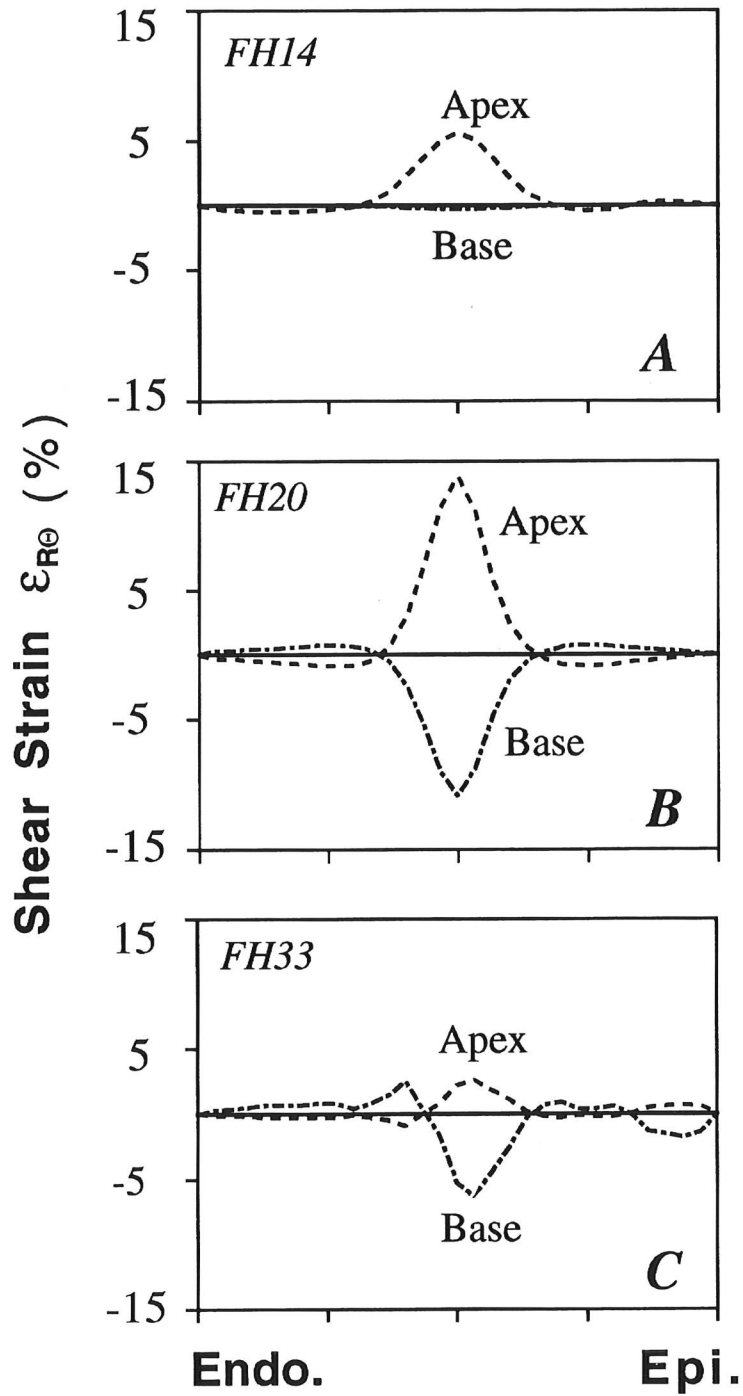 Shear Strain εRΘ (%)
15
FH14
Apex
5
Base
-5
A
-15
15
FH20
Apex
5
-5
Base
B
-15
15
FH33
Apex
5
-5
Base
C
-15
Endo. Epi.